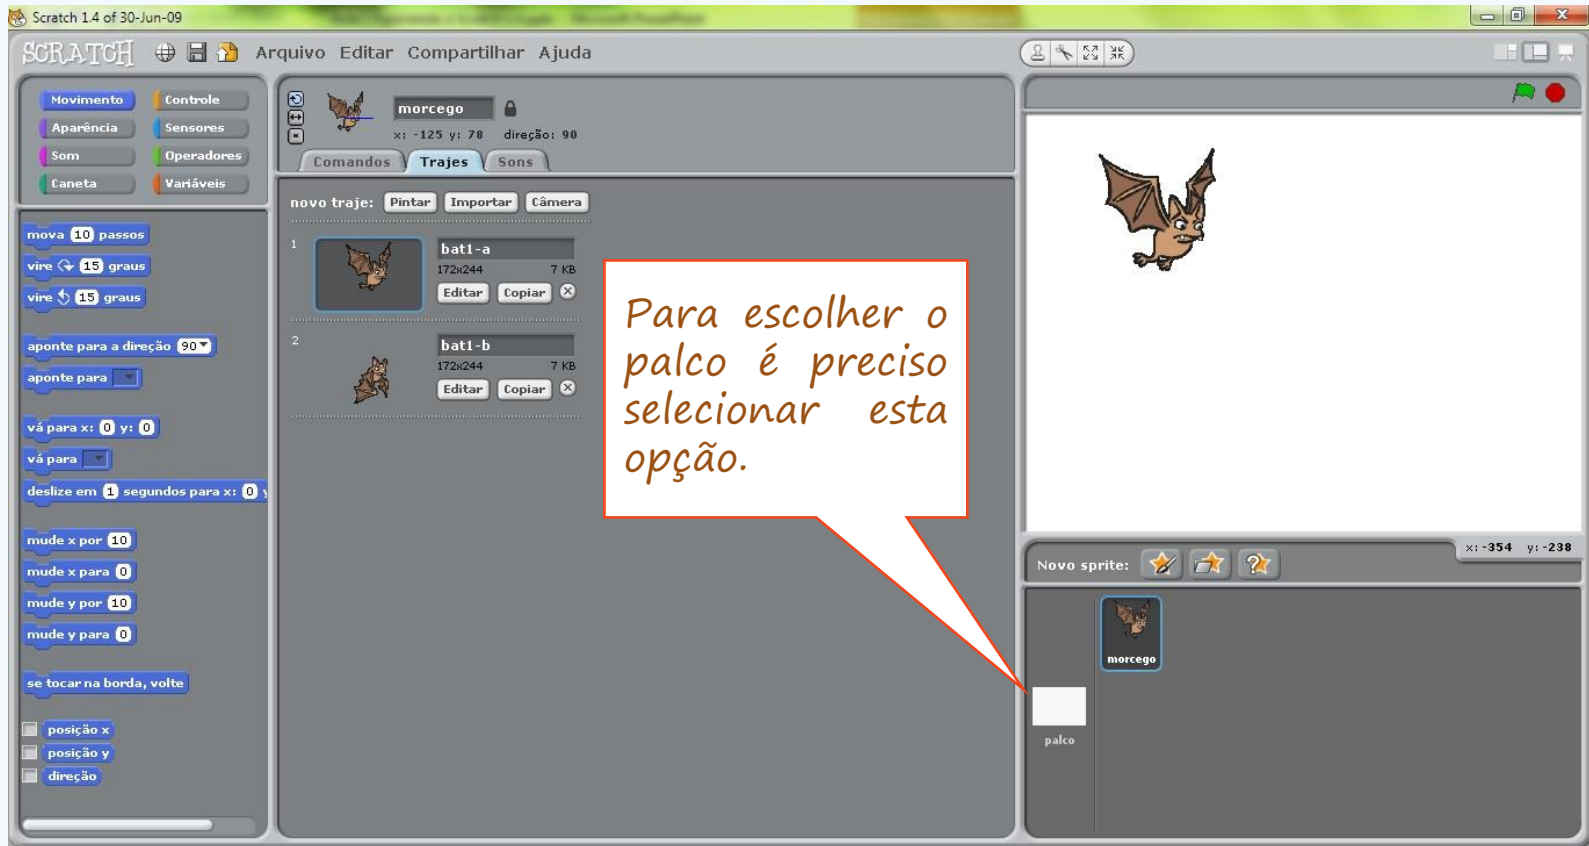 Scratch 1.4 of 30-Jun-09
SCRATCH Arquivo Editar Compartilhar Ajuda
Movimento Controle
Aparência Sensores
Som Operadores
Caneta Variáveis
mova 10 passos
vire 15 graus
vire 15 graus
aponte para a direção 90
aponte para
vá para x: 0 y: 0
vá para
deslize em 1 segundos para x: 0 y
mude x por 10
mude x para 0
mude y por 10
mude y para 0
se tocar na borda, volte
posição x
posição y
direção
morcego
x: -125 y: 78 direção: 90
Comandos Trajes Sons
novo traje: Pintar Importar Câmera
1
bat1-a
172x244 7 KB
Editar Copiar
2
bat1-b
172x244 7 KB
Editar Copiar
Para escolher o
palco é preciso
selecionar esta
opção.
x: -354 y: -238
Novo sprite:
morcego
palco